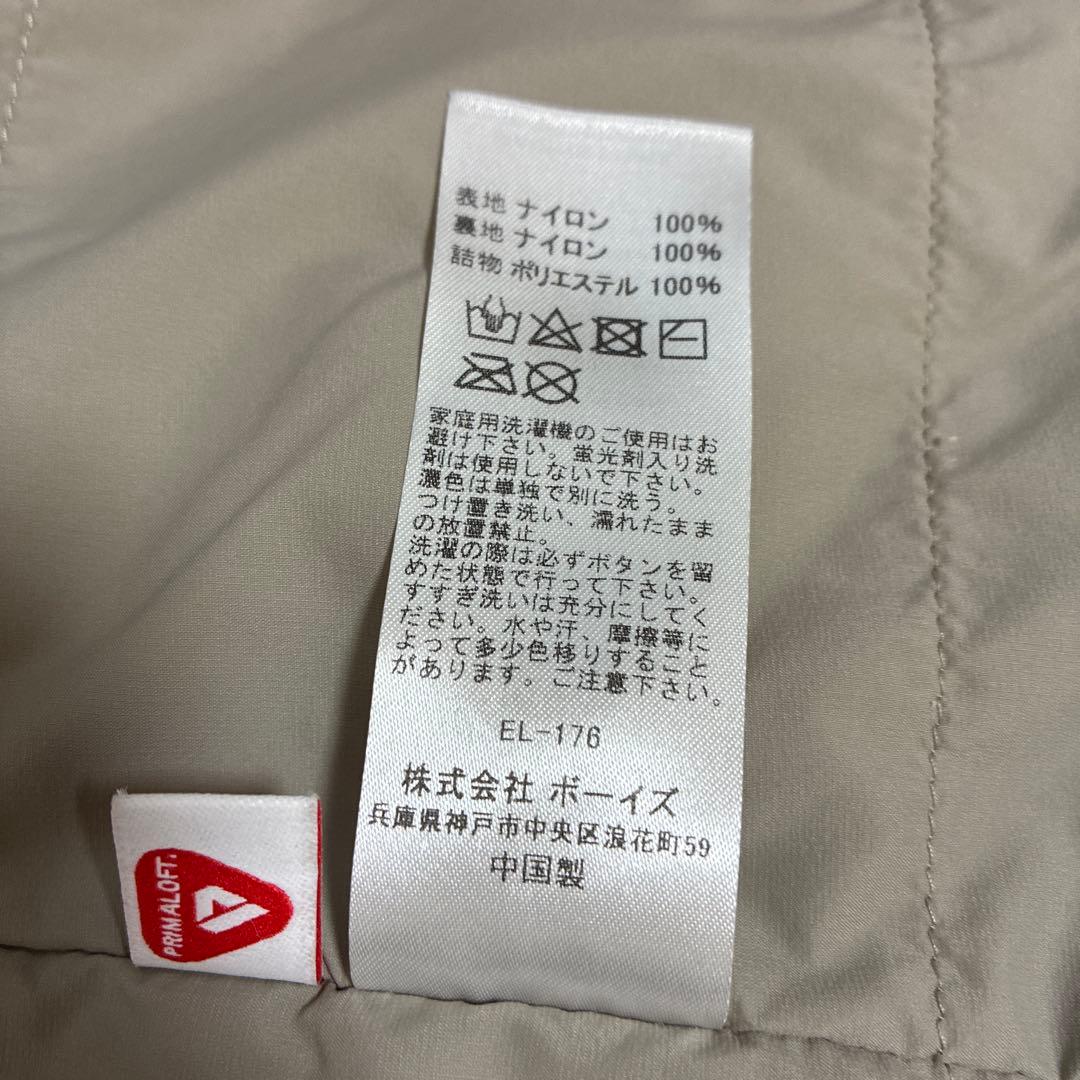 表地 ナイロン 100%
裏地 ナイロン 100%
詰物 ポリエステル 100%
家庭用洗濯機のご使用はお
避け下さい。蛍光剤入り洗
剤は使用しないで下さい。
濃色は単独で別に洗う。
つけ置き洗い、濡れたまま
の放置禁止。
洗濯の際は必ずボタンを留
めた状態で行って下さい。
すすぎ洗いは充分にしてく
ださい。水や汗、摩擦等に
よって多少色移りすること
があります。ご注意下さい。
EL-176
株式会社 ボーイズ
兵庫県神戸市中央区浪花町59
中国製
PRIMALOFT.